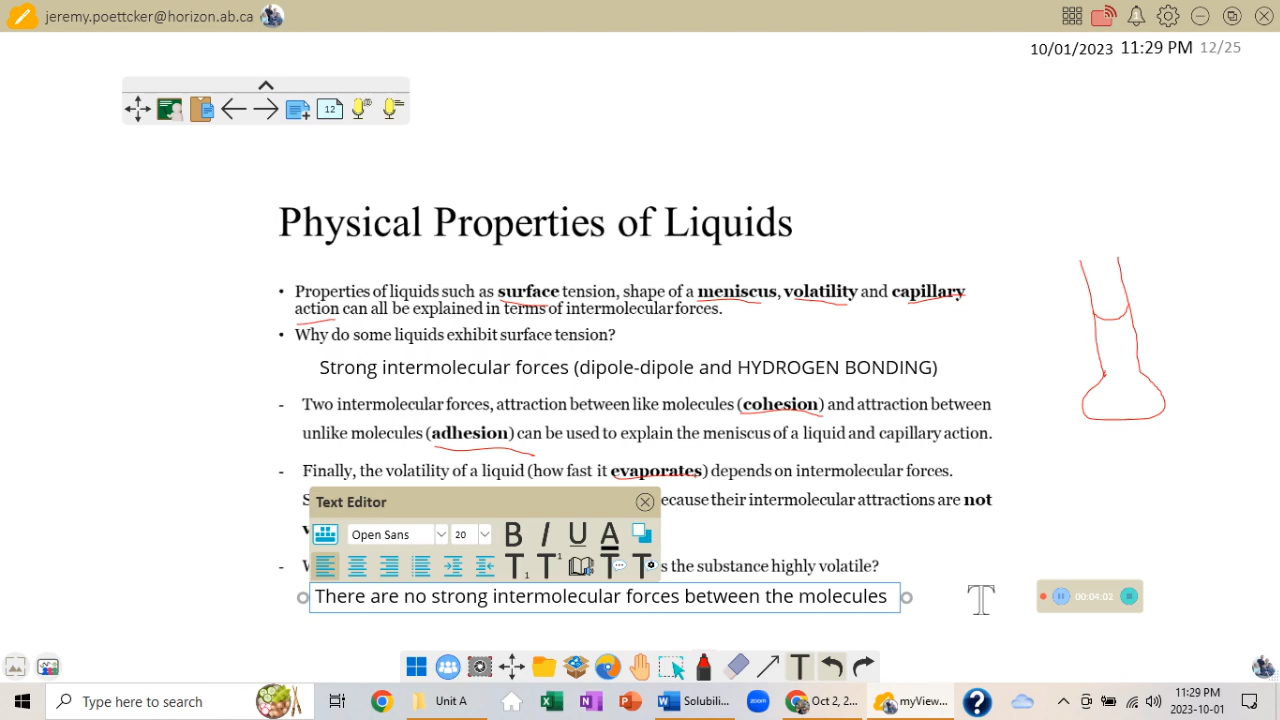 jeremy.poettcker@horizon.ab.ca
10/01/2023 11:29 PM 12/25
12
Physical Properties of Liquids
• Properties of liquids such as surface tension, shape of a meniscus, volatility and capillary
action can all be explained in terms of intermolecular forces.
• Why do some liquids exhibit surface tension?
Strong intermolecular forces (dipole-dipole and HYDROGEN BONDING)
- Two intermolecular forces, attraction between like molecules (cohesion) and attraction between
unlike molecules (adhesion) can be used to explain the meniscus of a liquid and capillary action.
- Finally, the volatility of a liquid (how fast it evaporates) depends on intermolecular forces.
ecause their intermolecular attractions are not
Text Editor
Open Sans 20 B I U A
T1 T1 T T
- s the substance highly volatile?
There are no strong intermolecular forces between the molecules
T
00:04:02
T
Type here to search
Unit A
Solubili...
zoom
Oct 2, 2...
myView...
11:29 PM
2023-10-01